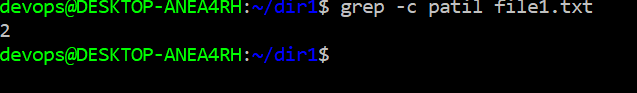 devops@DESKTOP-ANEA4RH:~/dir1$ grep -c patil file1.txt
2
devops@DESKTOP-ANEA4RH:~/dir1$